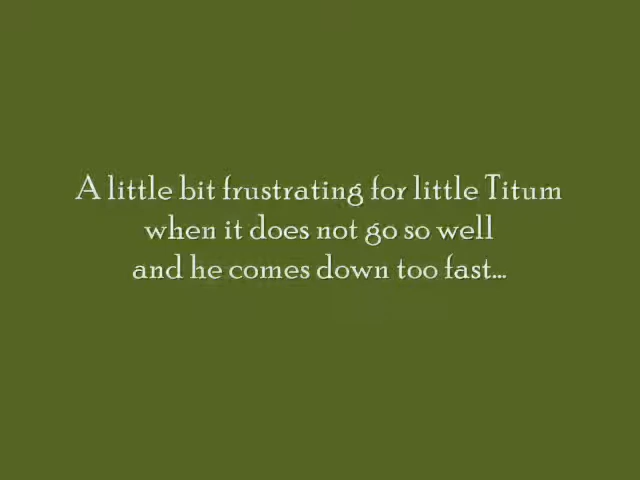 A little bit frustrating for little Titum
when it does not go so well
and he comes down too fast...